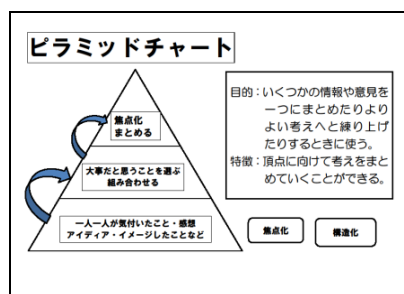 ピラミッドチャート
焦点化
まとめる
大事だと思うことを選ぶ
組み合わせる
一人一人が気付いたこと・感想
アイディア・イメージしたことなど
目的:いくつかの情報や意見を
一つにまとめたりより
よい考えへと練り上げ
たりするときに使う。
特徴:頂点に向けて考えをまと
めていくことができる。
焦点化
構造化